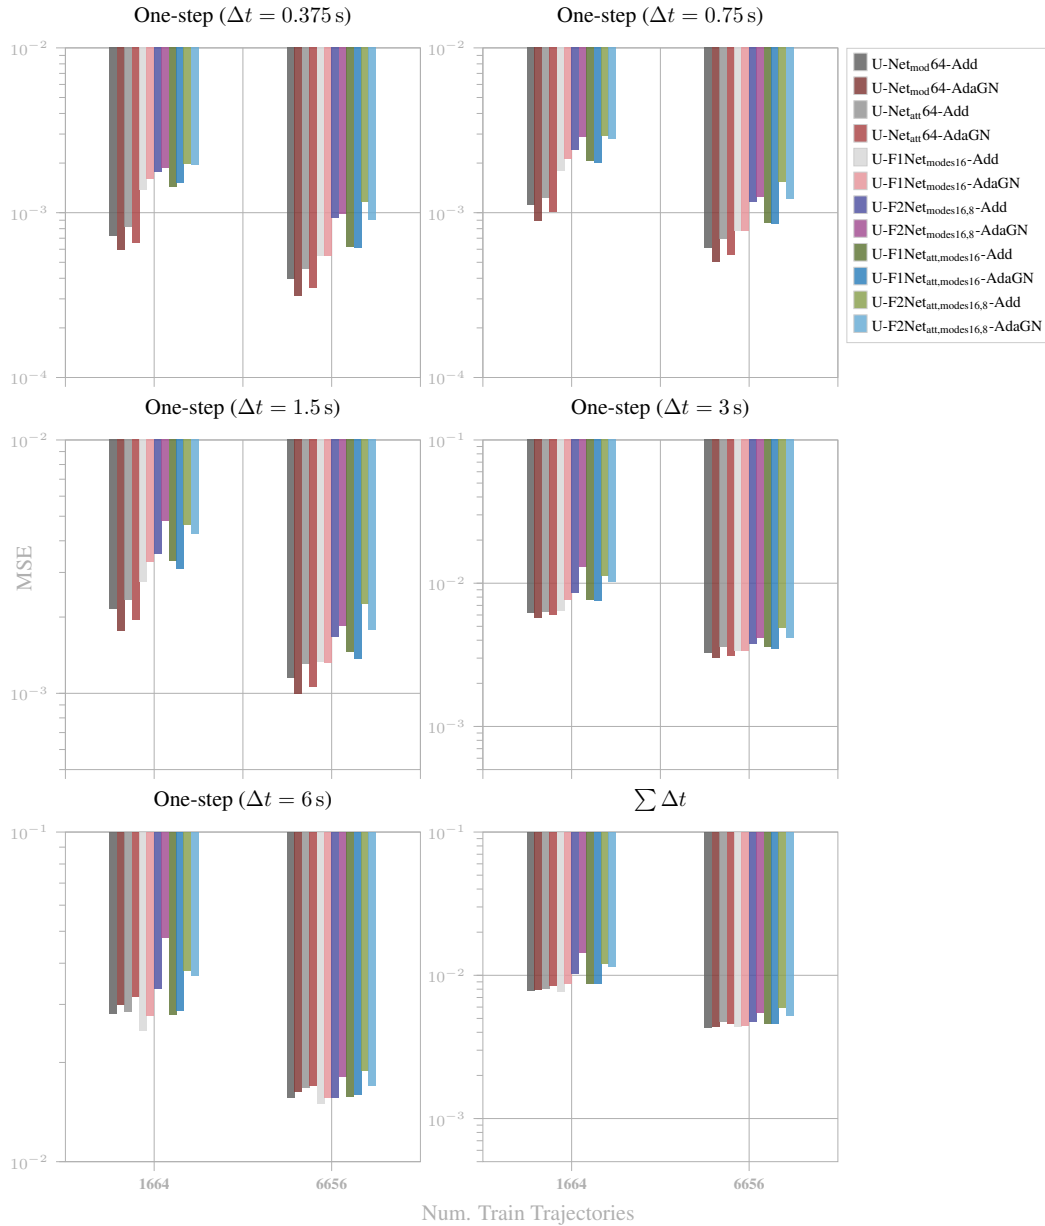 One-step (Δt = 0.375 s)
One-step (Δt = 0.75 s)
10⁻²
10⁻³
10⁻⁴
10⁻²
10⁻³
10⁻⁴
U-Netmod64-Add
U-Netmod64-AdaGN
U-Netatt64-Add
U-Netatt64-AdaGN
U-F1Netmodes16-Add
U-F1Netmodes16-AdaGN
U-F2Netmodes16,8-Add
U-F2Netmodes16,8-AdaGN
U-F1Netatt,modes16-Add
U-F1Netatt,modes16-AdaGN
U-F2Netatt,modes16,8-Add
U-F2Netatt,modes16,8-AdaGN
One-step (Δt = 1.5 s)
One-step (Δt = 3 s)
10⁻²
10⁻³
10⁻¹
10⁻²
10⁻³
MSE
One-step (Δt = 6 s)
∑ Δt
10⁻¹
10⁻²
10⁻¹
10⁻²
10⁻³
1664
6656
1664
6656
Num. Train Trajectories